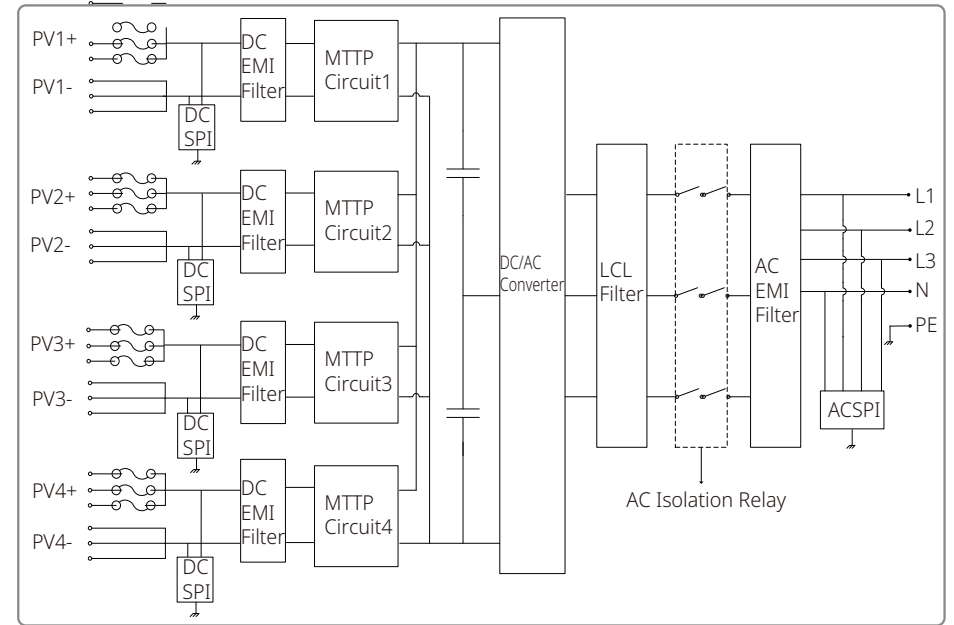 PV1+
PV1-
DC
SPI
DC
EMI
Filter
MTTP
Circuit1
PV2+
PV2-
DC
SPI
DC
EMI
Filter
MTTP
Circuit2
PV3+
PV3-
DC
SPI
DC
EMI
Filter
MTTP
Circuit3
PV4+
PV4-
DC
SPI
DC
EMI
Filter
MTTP
Circuit4
DC/AC
Converter
LCL
Filter
AC Isolation Relay
AC
EMI
Filter
L1
L2
L3
N
PE
ACSPI